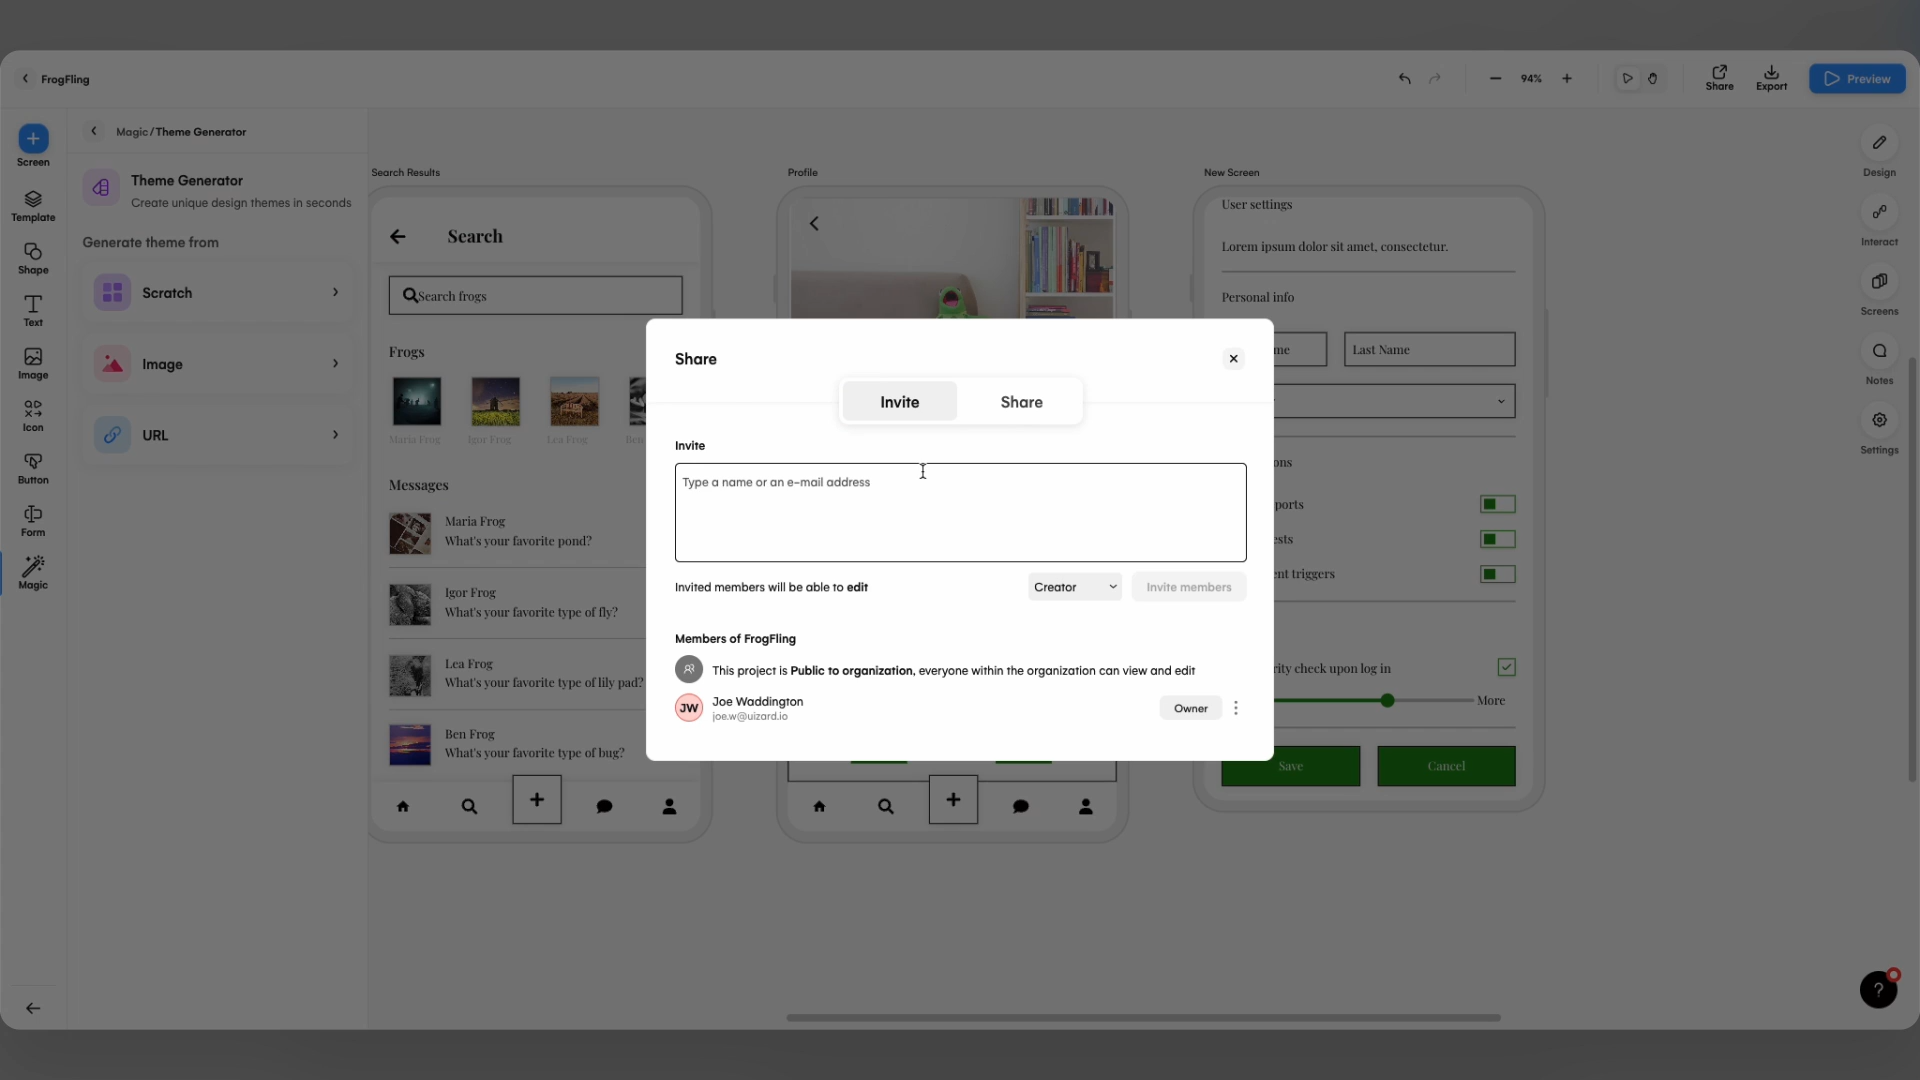 FrogFling
94%
Share
Export
Preview
Screen
Template
Shape
Text
Image
Icon
Button
Form
Magic
Magic / Theme Generator
Theme Generator
Create unique design themes in seconds
Generate theme from
Scratch
Image
URL
Search Results
Search
Search frogs
Frogs
Maria Frog
Igor Frog
Lea Frog
Ben
Messages
Maria Frog
What's your favorite pond?
Igor Frog
What's your favorite type of fly?
Lea Frog
What's your favorite type of lily pad?
Ben Frog
What's your favorite type of bug?
Profile
Share
Invite
Share
Invite
Type a name or an e-mail address
Invited members will be able to edit
Creator
Invite members
Members of FrogFling
This project is Public to organization, everyone within the organization can view and edit
JW
Joe Waddington
joe.w@uizard.io
Owner
New Screen
User settings
Lorem ipsum dolor sit amet, consectetur.
Personal info
me
Last Name
ons
ports
ests
nt triggers
rity check upon log in
More
Save
Cancel
Design
Interact
Screens
Notes
Settings
?